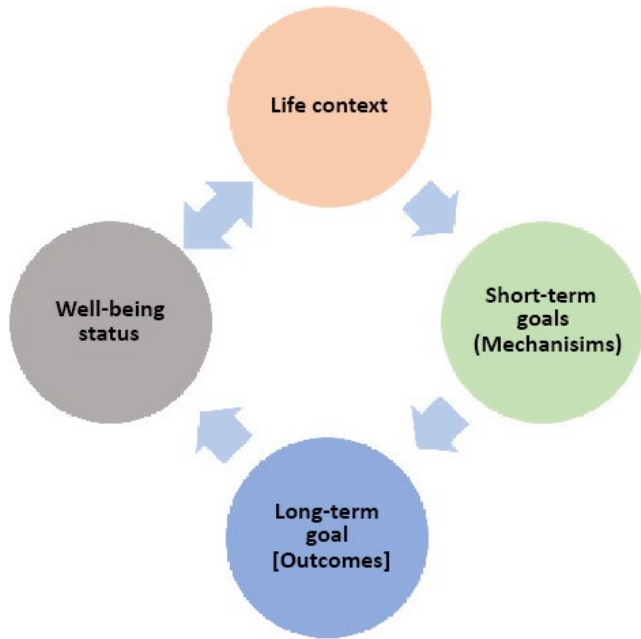 Life context
Short-term
goals
(Mechanisims)
Long-term
goal
[Outcomes]
Well-being
status